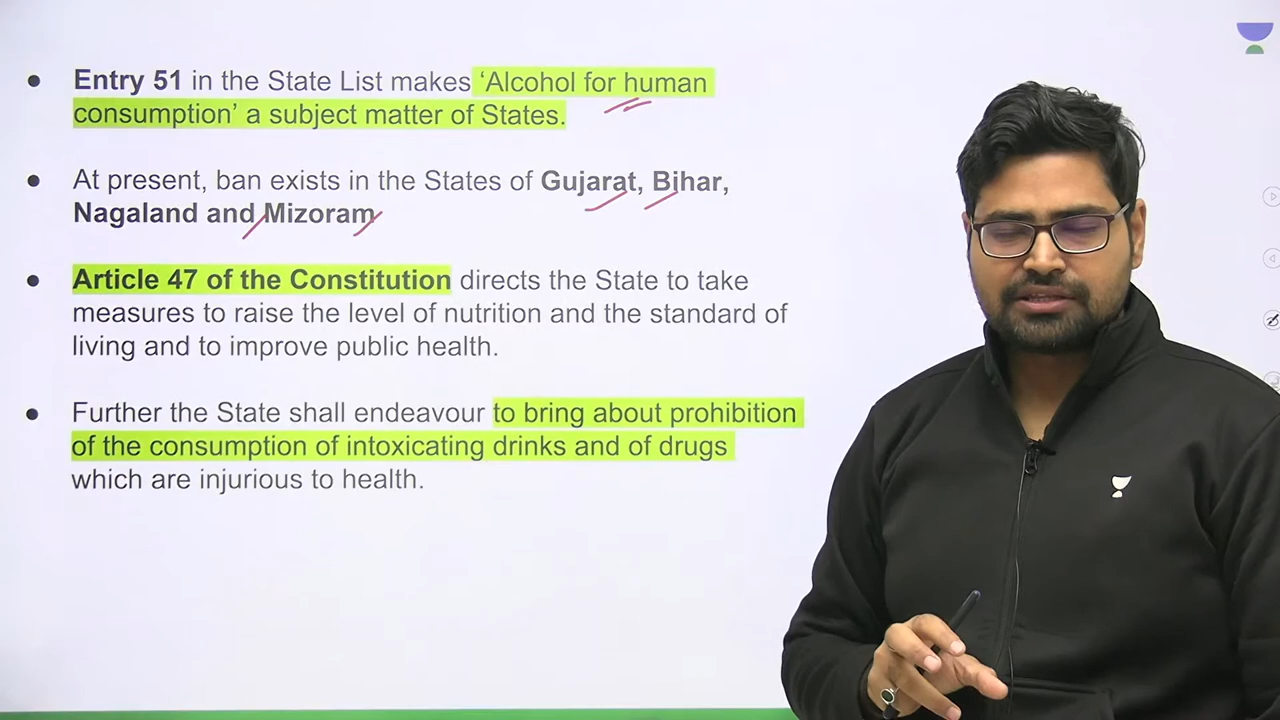 ● Entry 51 in the State List makes ‘Alcohol for human
consumption’ a subject matter of States.
● At present, ban exists in the States of Gujarat, Bihar,
Nagaland and Mizoram
● Article 47 of the Constitution directs the State to take
measures to raise the level of nutrition and the standard of
living and to improve public health.
● Further the State shall endeavour to bring about prohibition
of the consumption of intoxicating drinks and of drugs
which are injurious to health.